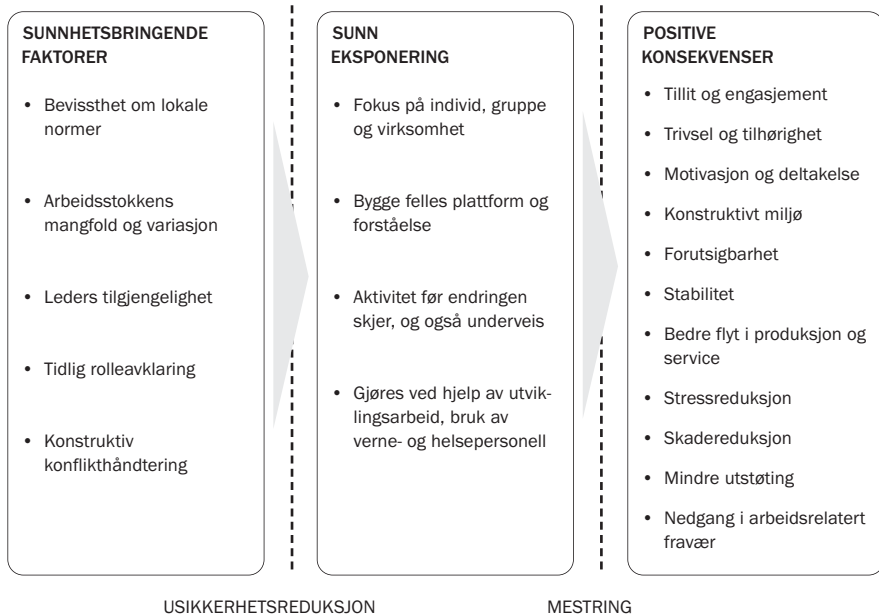 SUNNHETSBRINGENDE
FAKTORER
• Bevissthet om lokale
normer
• Arbeidsstokkens
mangfold og variasjon
• Leders tilgjengelighet
• Tidlig rolleavklaring
• Konstruktiv
konflikthåndtering
SUNN
EKSPONERING
• Fokus på individ, gruppe
og virksomhet
• Bygge felles plattform og
forståelse
• Aktivitet før endringen
skjer, og også underveis
• Gjøres ved hjelp av utvik-
lingsarbeid, bruk av
verne- og helsepersonell
POSITIVE
KONSEKVENSER
• Tillit og engasjement
• Trivsel og tilhørighet
• Motivasjon og deltakelse
• Konstruktivt miljø
• Forutsigbarhet
• Stabilitet
• Bedre flyt i produksjon og
service
• Stressreduksjon
• Skadereduksjon
• Mindre utstøting
• Nedgang i arbeidsrelatert
fravær
USIKKERHETSREDUKSJON
MESTRING